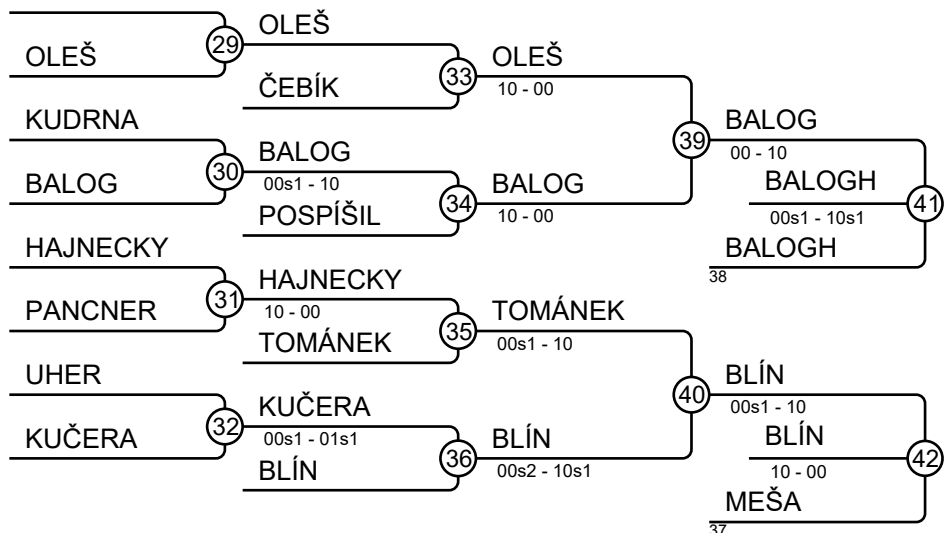 29
OLEŠ
OLEŠ
33
ČEBÍK
OLEŠ
10 - 00
KUDRNA
30
BALOG
BALOG
00s1 - 10
34
POSPÍŠIL
BALOG
10 - 00
39
BALOG
00 - 10
BALOGH
00s1 - 10s1
41
BALOGH
38
HAJNECKY
31
PANCNER
HAJNECKY
10 - 00
35
TOMÁNEK
TOMÁNEK
00s1 - 10
UHER
32
KUČERA
KUČERA
00s1 - 01s1
36
BLÍN
BLÍN
00s2 - 10s1
40
BLÍN
00s1 - 10
BLÍN
10 - 00
42
MEŠA
37